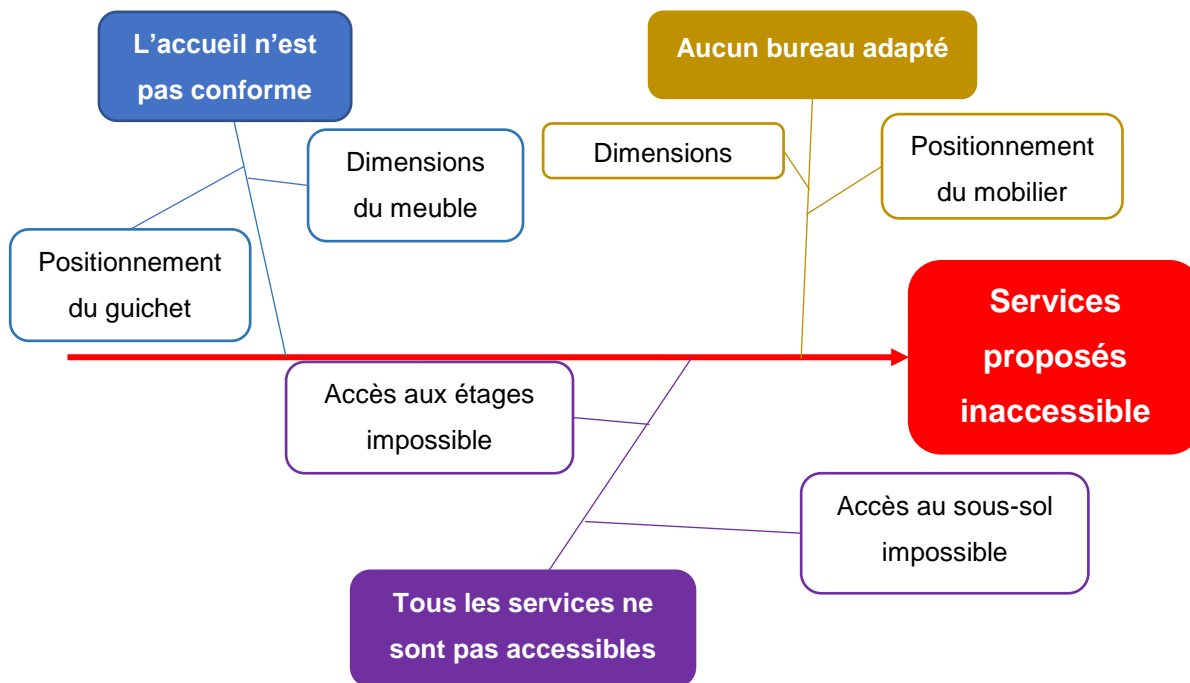 L’accueil n’est
pas conforme
Aucun bureau adapté
Dimensions
du meuble
Dimensions
Positionnement
du mobilier
Positionnement
du guichet
Services
proposés
inaccessible
Accès aux étages
impossible
Accès au sous-sol
impossible
Tous les services ne
sont pas accessibles